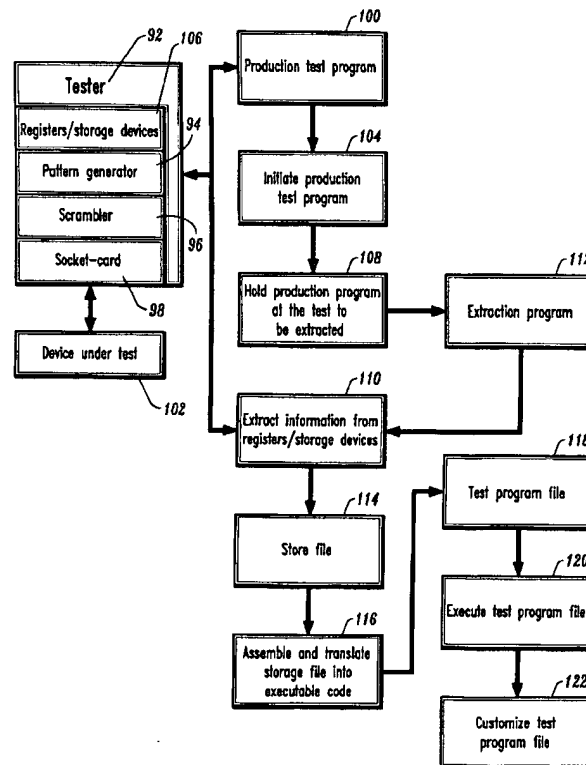 92
106
Tester
Registers/storage devices
94
Pattern generator
Scrambler
96
Socket-card
98
Device under test
102
100
Production test program
104
Initiate production
test program
108
Hold production program
at the test to
be extracted
112
Extraction program
110
Extract information from
registers/storage devices
114
Store file
116
Assemble and translate
storage file into
executable code
118
Test program file
120
Execute test program file
122
Customize test
program file